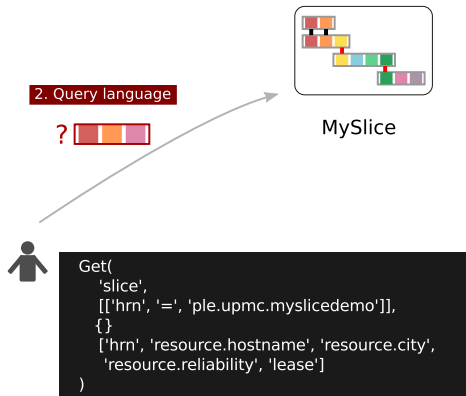 2. Query language
?
MySlice
Get(
'slice',
[['hrn', '=', 'ple.upmc.myslicedemo']],
{}
['hrn', 'resource.hostname', 'resource.city',
'resource.reliability', 'lease']
)